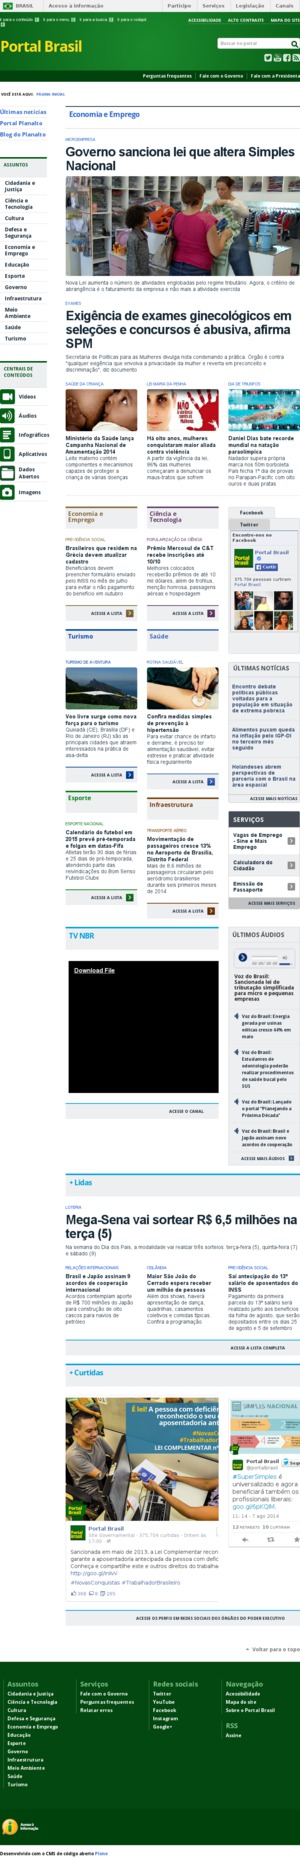 BRASIL Acesso à informação Participe Serviços Legislação Canais
Ir para o conteúdo 1 Ir para o menu 2 Ir para a busca 3 Ir para o rodapé 4
ACESSIBILIDADE ALTO CONTRASTE MAPA DO SITE
Portal Brasil
Buscar no portal
Perguntas frequentes Fale com o Governo Fale com a Presidenta
VOCÊ ESTÁ AQUI: PÁGINA INICIAL
Últimas notícias
Portal Planalto
Blog do Planalto
ASSUNTOS
Cidadania e
Justiça
Ciência e
Tecnologia
Cultura
Defesa e
Segurança
Economia e
Emprego
Educação
Esporte
Governo
Infraestrutura
Meio
Ambiente
Saúde
Turismo
CENTRAIS DE
CONTEÚDOS
Vídeos
Áudios
Infográficos
Aplicativos
Dados
Abertos
Imagens
Economia e Emprego
MICROEMPRESA
Governo sanciona lei que altera Simples
Nacional
Nova Lei aumenta o número de atividades englobadas pelo regime tributário. Agora, o critério de
abrangência é o faturamento da empresa e não mais a atividade exercida
EXAMES
Exigência de exames ginecológicos em
seleções e concursos é abusiva, afirma
SPM
Secretaria de Políticas para as Mulheres divulga nota condenando a prática. Órgão é contra
"qualquer exigência que envolva a privacidade da mulher e reverta em preconceito e
discriminação", diz documento
SAÚDE DA CRIANÇA
Ministério da Saúde lança
Campanha Nacional de
Amamentação 2014
Leite materno contém
componentes e mecanismos
capazes de proteger a
criança de várias doenças
LEI MARIA DA PENHA
Há oito anos, mulheres
conquistaram maior aliada
contra violência
A partir da vigência da lei,
96% das mulheres
começaram a denunciar os
maus-tratos que sofrem
DIA DE TRIUNFOS
Daniel Dias bate recorde
mundial na natação
paraolímpica
Nadador supera própria
marca nos 50m borboleta.
País fecha 1ª dia de provas
no Parapan-Pacific com oito
ouros e duas pratas
Economia e
Emprego
PREVIDÊNCIA SOCIAL
Brasileiros que residem na
Grécia devem atualizar
cadastro
Beneficiários devem
preencher formulário enviado
pelo INSS no mês de julho
para evitar o não pagamento
do benefício em outubro
ACESSE A LISTA
Ciência e
Tecnologia
POPULARIZAÇÃO DA CIÊNCIA
Prêmio Mercosul de C&T
recebe inscrições até
10/10
Melhores colocados
receberão prêmios de até 10
mil dólares, além de troféus,
menção honrosa, passagens
aéreas e hospedagem
ACESSE A LISTA
Facebook
Twitter
Encontre-nos no
Facebook
Portal Brasil
Curtir
375.704 pessoas curtiram
Portal Brasil.
Turismo
TURISMO DE AVENTURA
Voo livre surge como nova
força para o turismo
Quixadá (CE), Brasília (DF) e
Rio de Janeiro (RJ) são as
principais cidades que atraem
interessados na prática de
asa-delta
ACESSE A LISTA
Saúde
ROTINA SAUDÁVEL
Confira medidas simples
de prevenção à
hipertensão
Para evitar chance de infarto
ou derrame, é preciso ter
alimentação saudável, evitar
estresse e praticar atividade
física regularmente
ACESSE A LISTA
ÚLTIMAS NOTÍCIAS
Encontro debate
políticas públicas
voltadas para a
população em situação
de extrema pobreza
Alimentos puxam queda
na inflação pelo IGP-DI
no terceiro mês
seguido
Holandeses abrem
perspectivas de
parceria com o Brasil na
área espacial
ACESSE MAIS NOTÍCIAS
Esporte
ESPORTE NACIONAL
Calendário do futebol em
2015 prevê pré-temporada
e folgas em datas-Fifa
Atletas terão 30 dias de férias
e 25 dias de pré-temporada,
atendendo parte das
reivindicações do Bom Senso
Futebol Clube
ACESSE A LISTA
Infraestrutura
TRANSPORTE AÉREO
Movimentação de
passageiros cresce 13%
no Aeroporto de Brasília,
Distrito Federal
Mais de 8,6 milhões de
passageiros circularam pelo
aeródromo brasiliense
durante seis primeiros meses
de 2014
ACESSE A LISTA
SERVIÇOS
Vagas de Emprego
- Sine e Mais
Emprego
Calculadora do
Cidadão
Emissão de
Passaporte
ACESSE MAIS SERVIÇOS
TV NBR
Download File
ACESSE O CANAL
ÚLTIMOS ÁUDIOS
Voz do Brasil:
Sancionada lei de
tributação simplificada
para micro e pequenas
empresas
Voz do Brasil: Energia
gerada por usinas
eólicas cresce 64% em
maio
Voz do Brasil:
Estudantes de
odontologia poderão
realizar procedimentos
de saúde bucal pelo
SUS
Voz do Brasil: Lançado
o portal "Planejando a
Próxima Década"
Voz do Brasil: Brasil e
Japão assinam nove
acordos de cooperação
ACESSE MAIS ÁUDIOS
+ Lidas
LOTERIA
Mega-Sena vai sortear R$ 6,5 milhões na
terça (5)
Na semana do Dia dos Pais, a modalidade vai realizar três sorteios: terça-feira (5), quinta-feira (7)
e sábado (9)
RELAÇÕES INTERNACIONAIS
Brasil e Japão assinam 9
acordos de cooperação
internacional
Acordos contemplam aporte
de R$ 700 milhões do Japão
para construção de oito
cascos para navios de
petróleo
CEILÂNDIA
Maior São João do
Cerrado espera receber
um milhão de pessoas
Além dos shows, haverá
apresentação de dança,
quadrilhas, casamentos
coletivos e comidas típicas.
Confira a programação
PREVIDÊNCIA SOCIAL
Sai antecipação do 13º
salário de aposentados do
INSS
Pagamento da primeira
parcela do 13º salário será
realizado junto aos benefícios
da folha de agosto, que serão
depositados entre os dias 25
de agosto e 5 de setembro
ACESSE A LISTA COMPLETA
+ Curtidas
É lei! A pessoa com deficiên
reconhecido o seu
aposentadoria ant
#NovasCo
#Trabalhado
LEI COMPLEMENTAR nº
Portal Brasil
Site Governamental · 375.704 curtidas · Ontem às
17:00
Sancionada em maio de 2013, a Lei Complementar recon
garante a aposentadoria antecipada da pessoa com defic
Conheça e compartilhe este e outros direitos do trabalha
#NovasConquistas #TrabalhadorBrasileiro
SIMPLES NACIONAL
Portal Brasil
@portalbrasil
#SuperSimples é
universalizado e agora
beneficiará também os
profissionais liberais:
11:14 - 7 ago 2014
12 RETWEETS 10 CURTIRAM
ACESSE OS PERFIS EM REDES SOCIAIS DOS ÓRGÃOS DO PODER EXECUTIVO
Voltar para o topo
Assuntos
Cidadania e Justiça
Ciência e Tecnologia
Cultura
Defesa e Segurança
Economia e Emprego
Educação
Esporte
Governo
Infraestrutura
Meio Ambiente
Saúde
Turismo
Serviços
Fale com o Governo
Perguntas frequentes
Relatar erros
Redes sociais
Twitter
YouTube
Facebook
Instagram
Google+
Navegação
Acessibilidade
Mapa do site
Sobre o Portal Brasil
RSS
Assine
Acesso à
Informação
Desenvolvido com o CMS de código aberto Plone